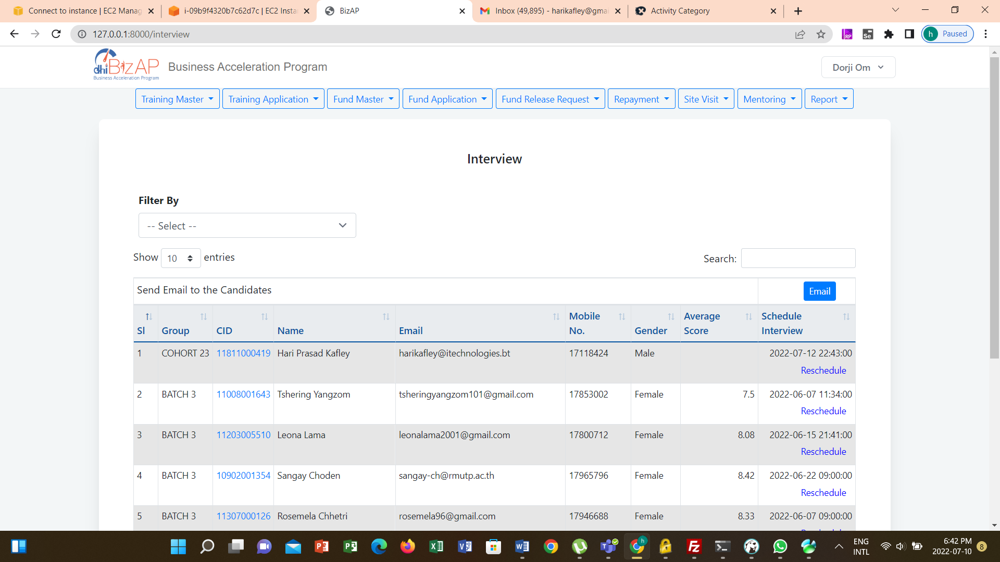 Connect to instance | EC2 Manag
i-09b9f4320b7c62d7c | EC2 Insta
BizAP
Inbox (49,895) - harikafley@gmai
Activity Category
127.0.0.1:8000/interview
h Paused
dhi BizAP
Business Acceleration Program
Business Acceleration Program
Dorji Om
Training Master
Training Application
Fund Master
Fund Application
Fund Release Request
Repayment
Site Visit
Mentoring
Report
Interview
Filter By
-- Select --
Show 10 entries
Search:
Send Email to the Candidates
Email
Sl Group CID Name Email Mobile No. Gender Average Score Schedule Interview
1 COHORT 23 11811000419 Hari Prasad Kafley harikafley@itechnologies.bt 17118424 Male 2022-07-12 22:43:00
Reschedule
2 BATCH 3 11008001643 Tshering Yangzom tsheringyangzom101@gmail.com 17853002 Female 7.5 2022-06-07 11:34:00
Reschedule
3 BATCH 3 11203005510 Leona Lama leonalama2001@gmail.com 17800712 Female 8.08 2022-06-15 21:41:00
Reschedule
4 BATCH 3 10902001354 Sangay Choden sangay-ch@rmutp.ac.th 17965796 Female 8.42 2022-06-22 09:00:00
Reschedule
5 BATCH 3 11307000126 Rosemela Chhetri rosemela96@gmail.com 17946688 Female 8.33 2022-06-07 09:00:00
ENG
INTL
6:42 PM
2022-07-10
8